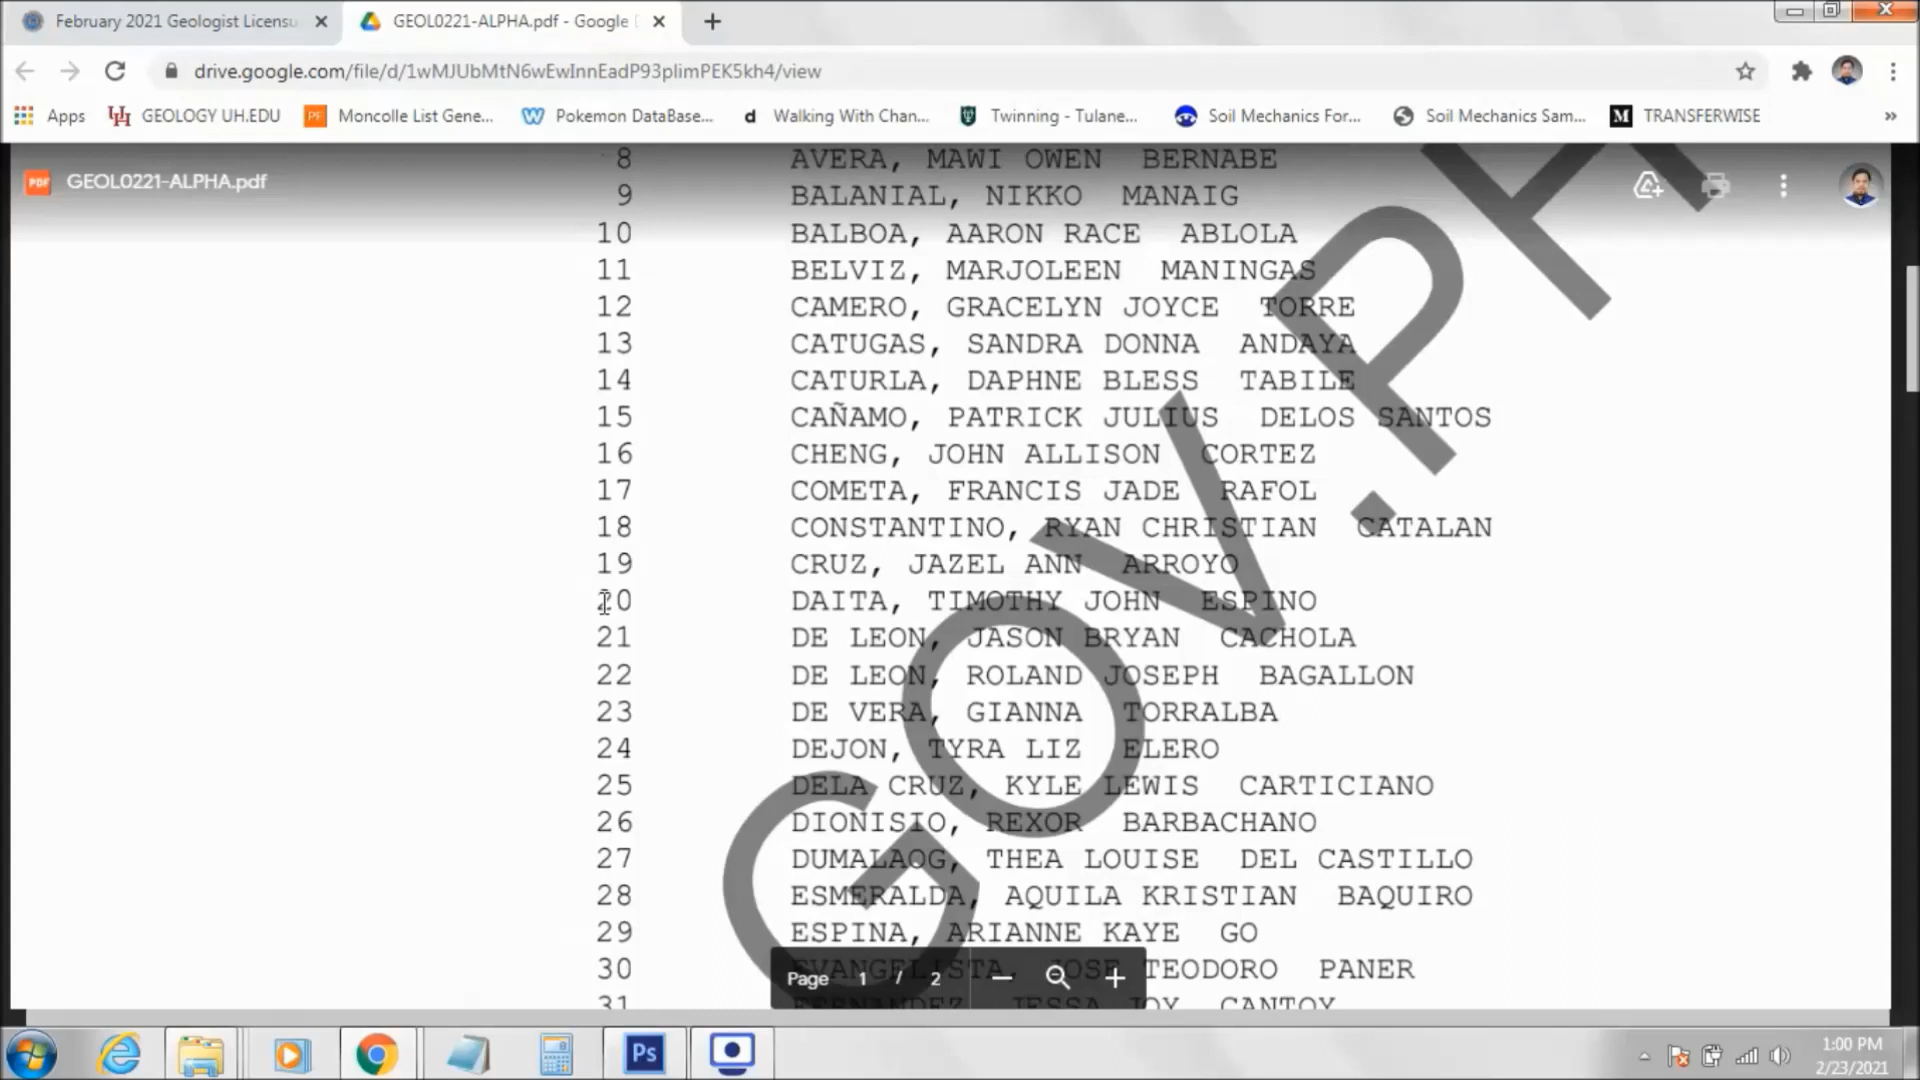 February 2021 Geologist Licensu
GEOL0221-ALPHA.pdf - Google
drive.google.com/file/d/1wMJUbMtN6wEwInnEadP93plimPEK5kh4/view
Apps
GEOLOGY UH.EDU
Moncolle List Gene...
Pokemon DataBase...
Walking With Chan...
Twinning - Tulane...
Soil Mechanics For...
Soil Mechanics Sam...
TRANSFERWISE
GEOL0221-ALPHA.pdf
8 AVERA, MAWI OWEN BERNABE
9 BALANIAL, NIKKO MANAIG
10 BALBOA, AARON RACE ABLOLA
11 BELVIZ, MARJOLEEN MANINGAS
12 CAMERO, GRACELYN JOYCE TORRE
13 CATUGAS, SANDRA DONNA ANDAYA
14 CATURLA, DAPHNE BLESS TABILE
15 CAÑAMO, PATRICK JULIUS DELOS SANTOS
16 CHENG, JOHN ALLISON CORTEZ
17 COMETA, FRANCIS JADE RAFOL
18 CONSTANTINO, RYAN CHRISTIAN CATALAN
19 CRUZ, JAZEL ANN ARROYO
20 DAITA, TIMOTHY JOHN ESPINO
21 DE LEON, JASON BRYAN CACHOLA
22 DE LEON, ROLAND JOSEPH BAGALLON
23 DE VERA, GIANNA TORRALBA
24 DEJON, TYRA LIZ ELERO
25 DELA CRUZ, KYLE LEWIS CARTICIANO
26 DIONISIO, REXOR BARBACHANO
27 DUMALAOG, THEA LOUISE DEL CASTILLO
28 ESMERALDA, AQUILA KRISTIAN BAQUIRO
29 ESPINA, ARIANNE KAYE GO
30 EVANGELISTA, JOSE TEODORO PANER
31 FERNANDEZ, JESSA JOY CANTOY
GOV.PH
Page 1 / 2
Ps
1:00 PM
2/23/2021